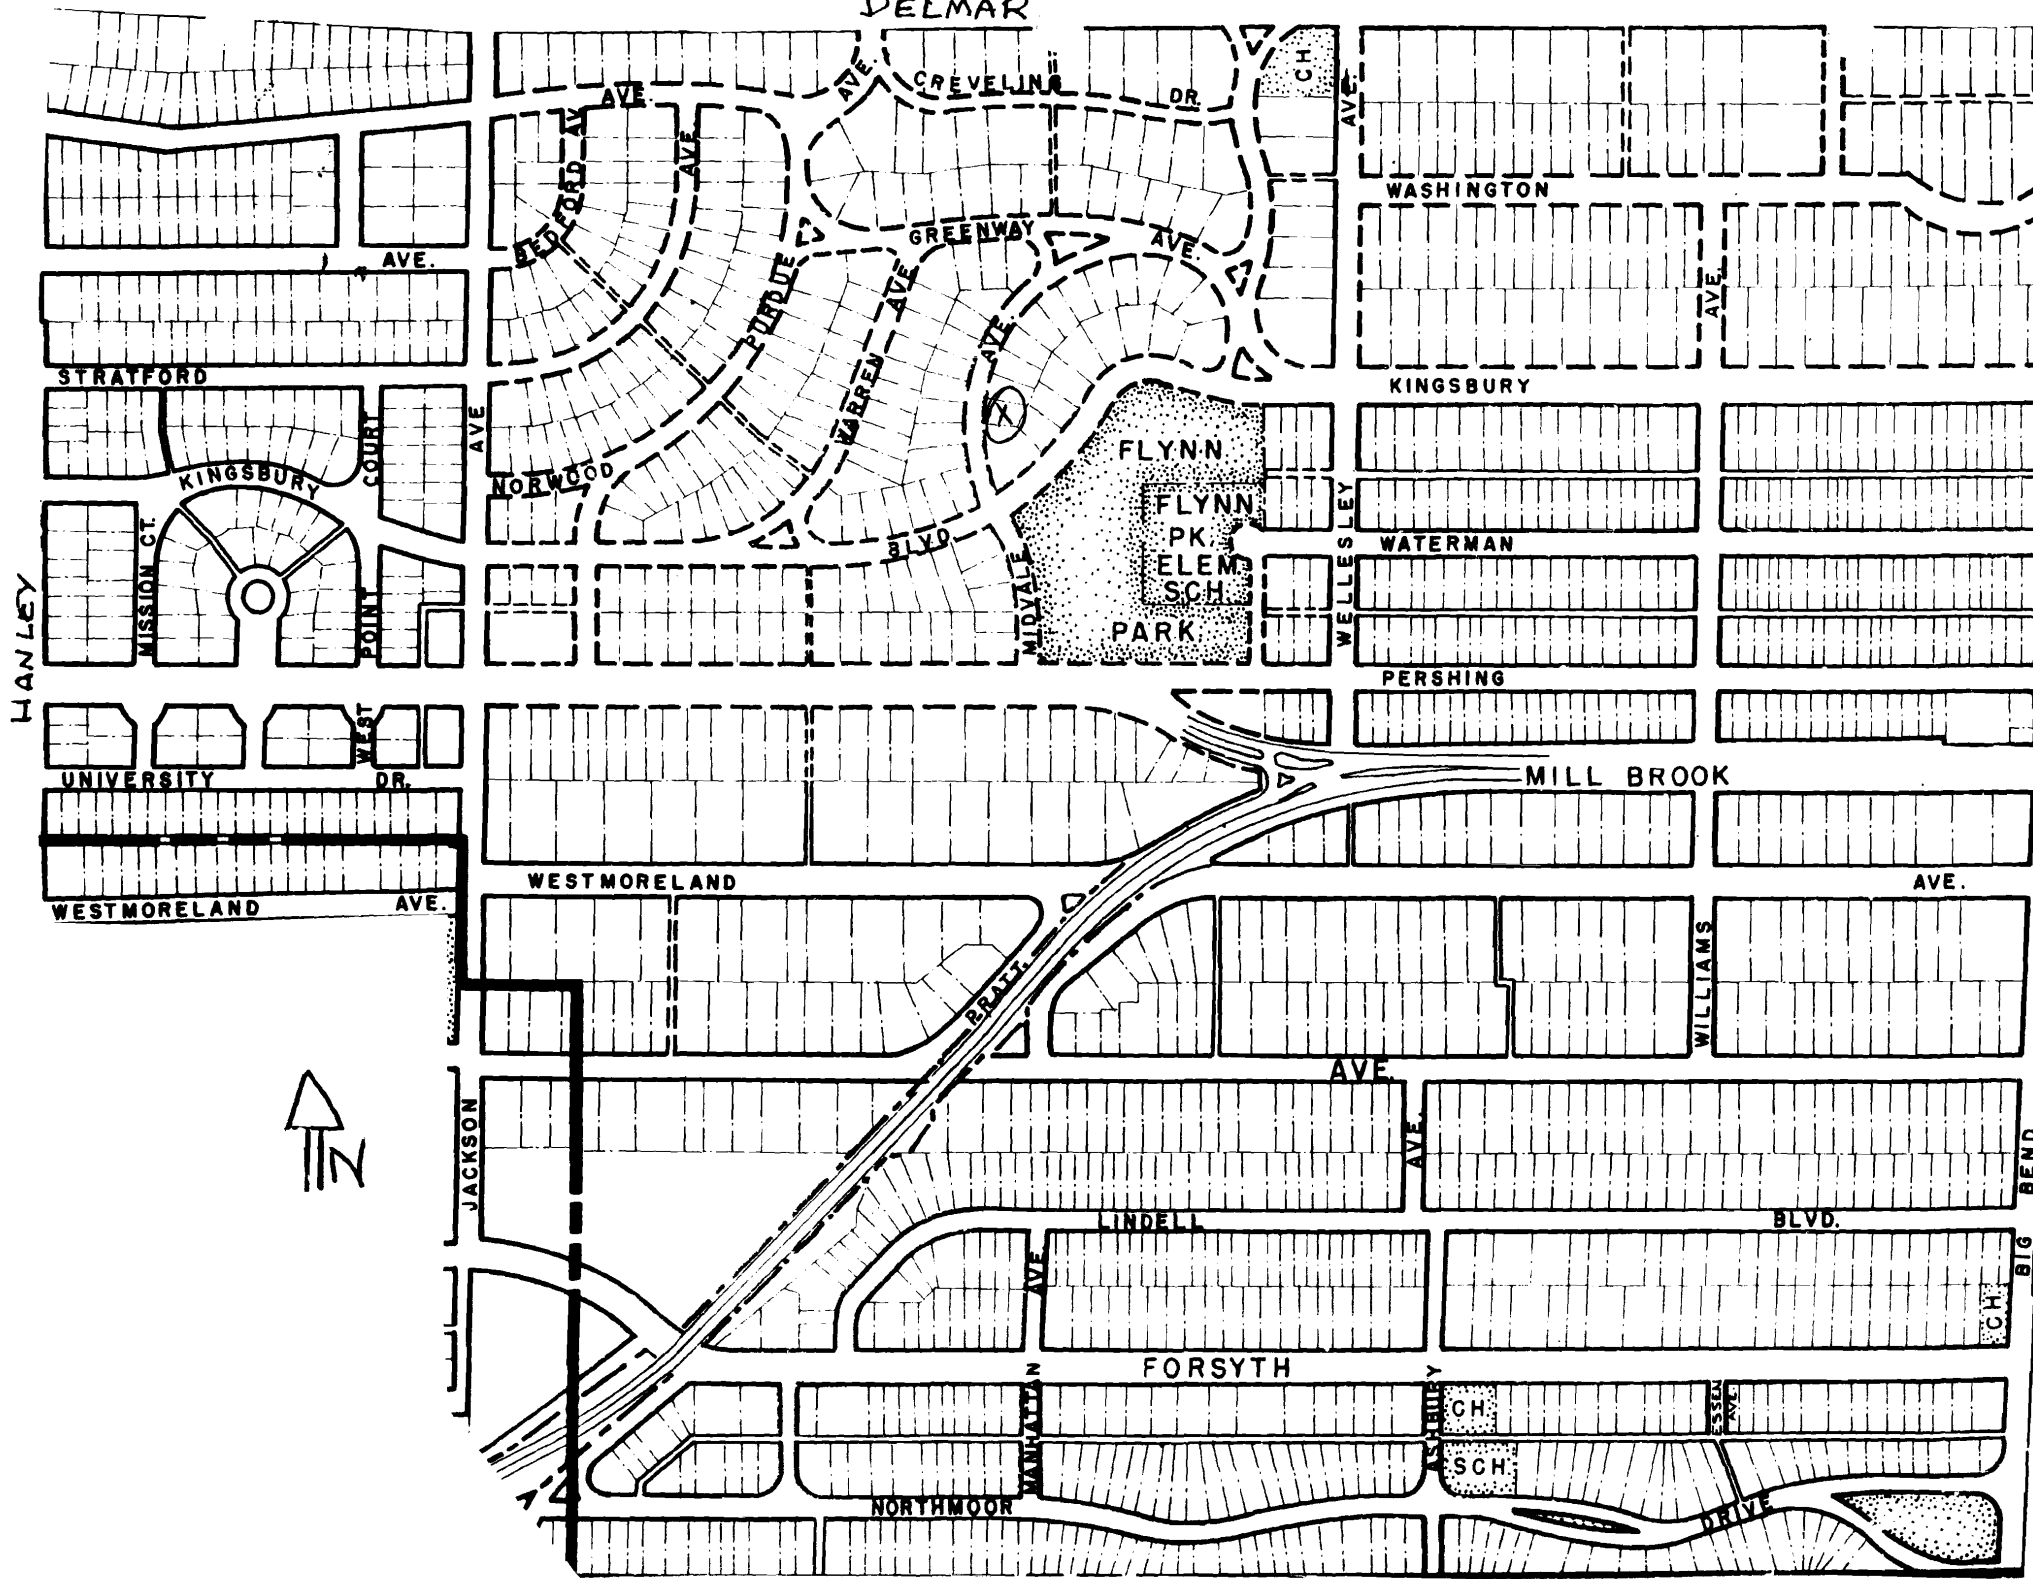 DELMAR
CREVELING
DR.
AVE.
CH
AVE.
AVE.
BEDFORD AV.
AVE
WASHINGTON
GREENWAY
AVE.
AVE.
PURDUE
AVE
AVE.
STRATFORD
AVE.
KINGSBURY
WARREN
X
COURT
AVE
FLYNN
KINGSBURY
NORWOOD
FLYNN
PK.
ELEM
SCH.
PARK
BLVD.
WATERMAN
MISSION CT.
MIDVALE
WELLESLEY
HANLEY
WEST
POINT
PERSHING
UNIVERSITY
DR.
MILL BROOK
WESTMORELAND
AVE.
WESTMORELAND
AVE.
WILLIAMS
P.R.A.T.T.
AVE.
N
JACKSON
AVE.
BIG
BEND
LINDELL
BLVD.
AVE.
CH
FORSYTH
MANHATTAN
ASHBURY
CH.
ESSEN
AVE.
SCH.
NORTHMOOR
DRIVE